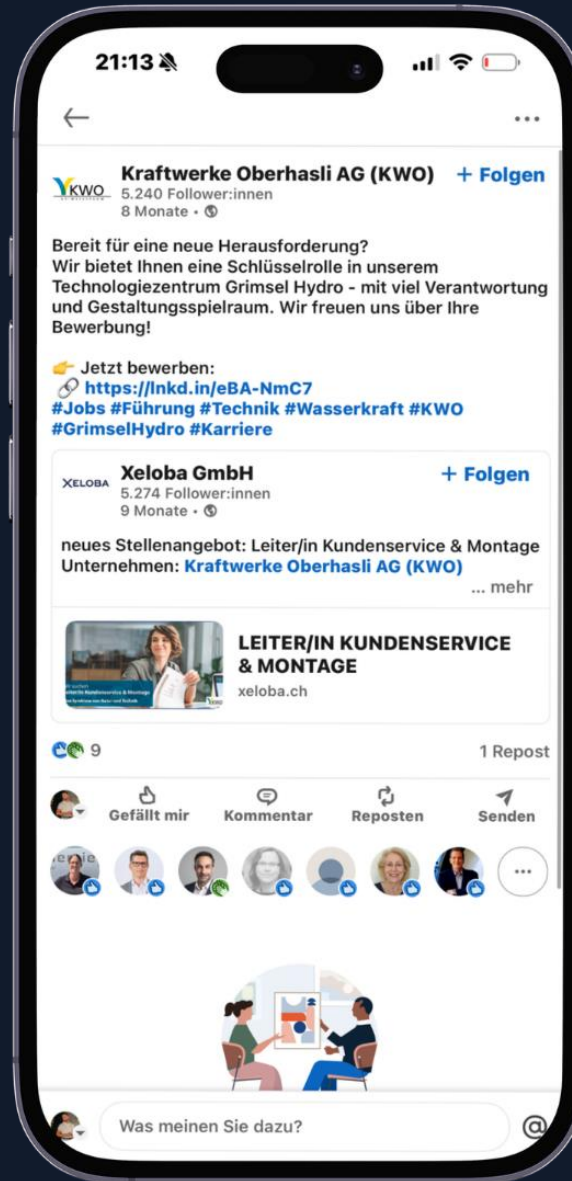 21:13
KWO
Kraftwerke Oberhasli AG (KWO)
+ Folgen
5.240 Follower:innen
8 Monate •
Bereit für eine neue Herausforderung?
Wir bietet Ihnen eine Schlüsselrolle in unserem
Technologiezentrum Grimsel Hydro - mit viel Verantwortung
und Gestaltungsspielraum. Wir freuen uns über Ihre
Bewerbung!
👉 Jetzt bewerben:
🔗 https://lnkd.in/eBA-NmC7
#Jobs #Führung #Technik #Wasserkraft #KWO
#GrimselHydro #Karriere
XELOBA
Xeloba GmbH
+ Folgen
5.274 Follower:innen
9 Monate •
neues Stellenangebot: Leiter/in Kundenservice & Montage
Unternehmen: Kraftwerke Oberhasli AG (KWO)
... mehr
LEITER/IN KUNDENSERVICE
& MONTAGE
xeloba.ch
9
1 Repost
Gefällt mir
Kommentar
Reposten
Senden
Was meinen Sie dazu?
@